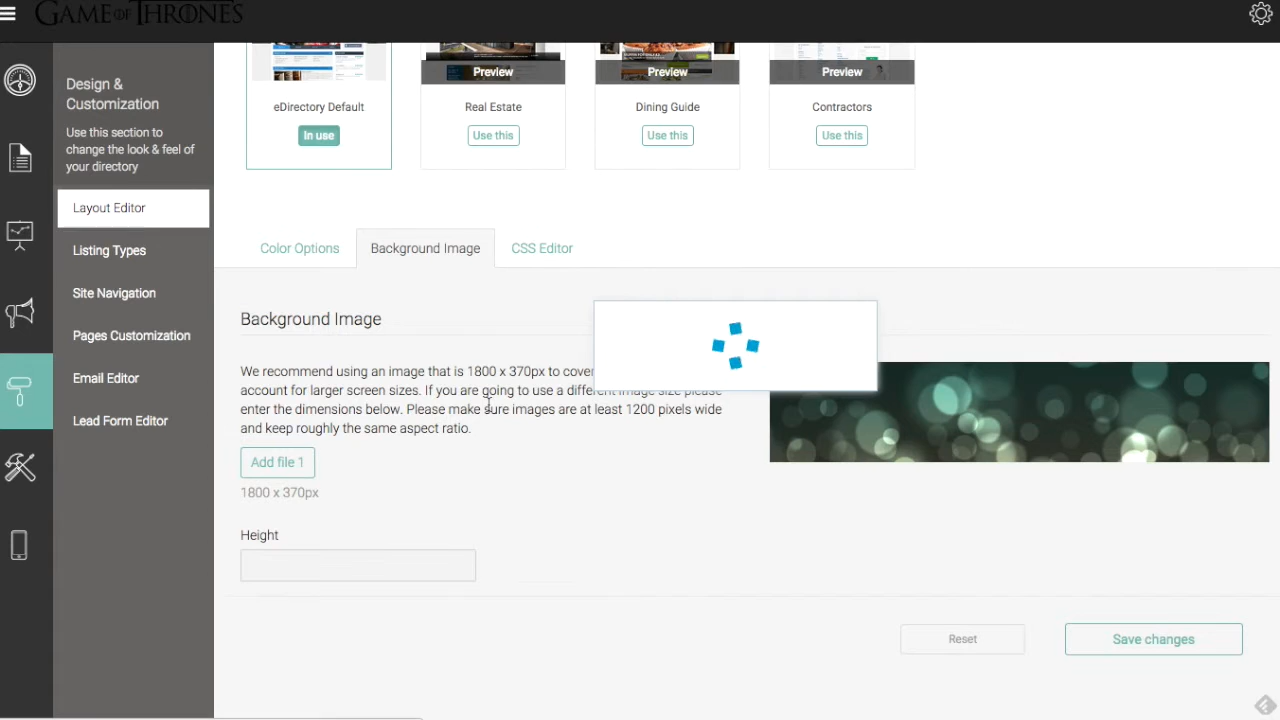 GAME OF THRONES
Design &
Customization
Use this section to
change the look & feel of
your directory
Layout Editor
Listing Types
Site Navigation
Pages Customization
Email Editor
Lead Form Editor
Preview
Preview
Preview
eDirectory Default
Real Estate
Dining Guide
Contractors
In use
Use this
Use this
Use this
Color Options
Background Image
CSS Editor
Background Image
We recommend using an image that is 1800 x 370px to cover
account for larger screen sizes. If you are going to use a different image size please
enter the dimensions below. Please make sure images are at least 1200 pixels wide
and keep roughly the same aspect ratio.
Add file 1
1800 x 370px
Height
Reset
Save changes